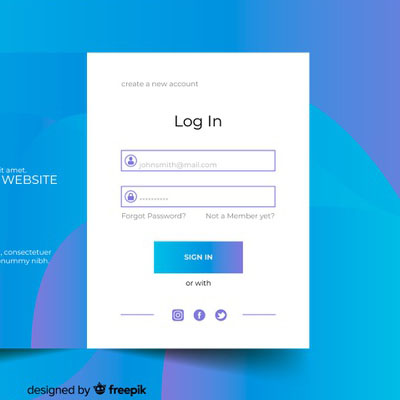 create a new account
Log In
it amet.
WEBSITE
johnsmith@mail.com
----------
Forgot Password? Not a Member yet?
SIGN IN
, consectetuer
nummy nibh.
or with
designed by freepik